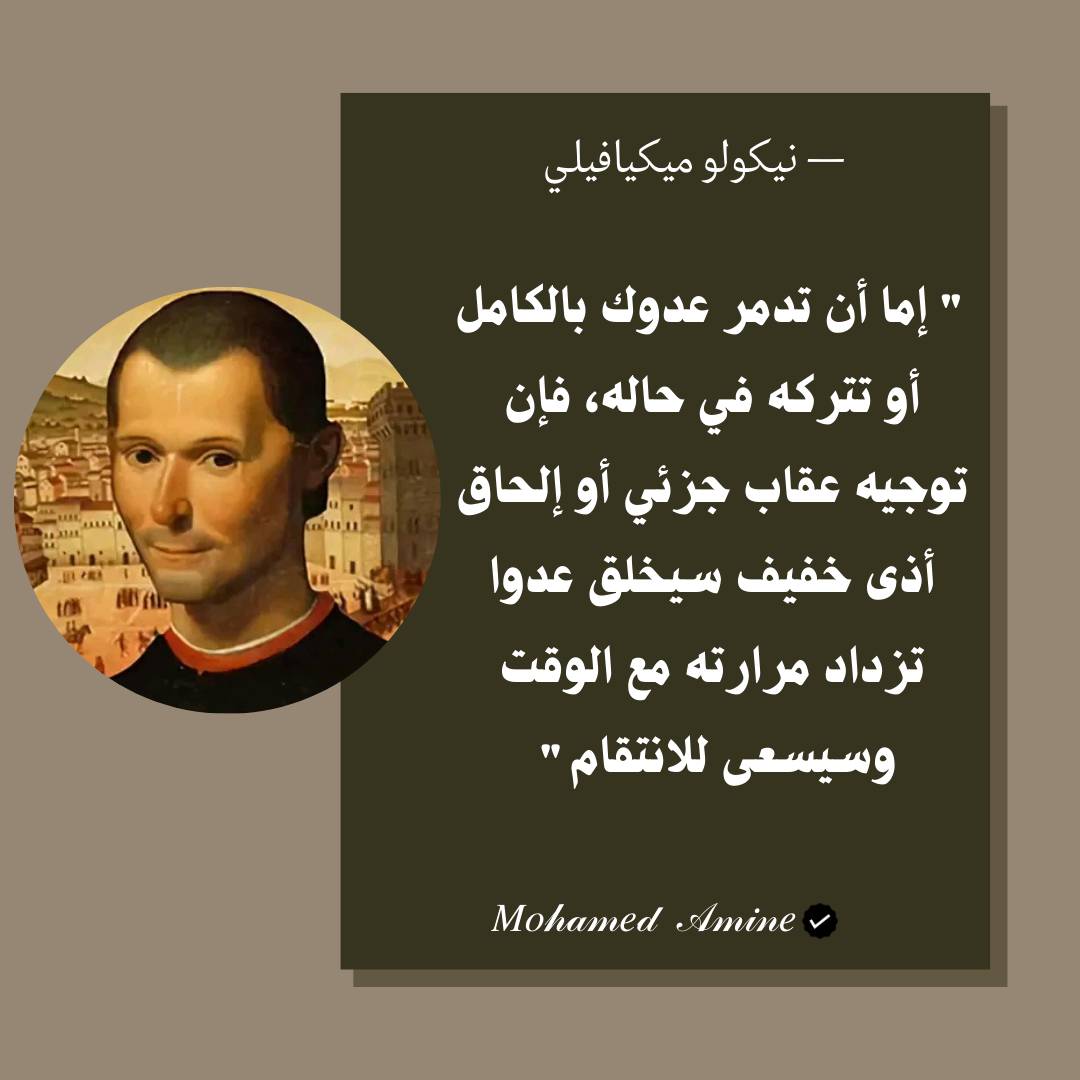 — نيكولو ميكيافيلي
" إما أن تدمر عدوك بالكامل
أو تتركه في حاله، فإن
توجيه عقاب جزئي أو إلحاق
أذى خفيف سيخلق عدوا
تزداد مرارته مع الوقت
وسيسعى للانتقام "
Mohamed Amine